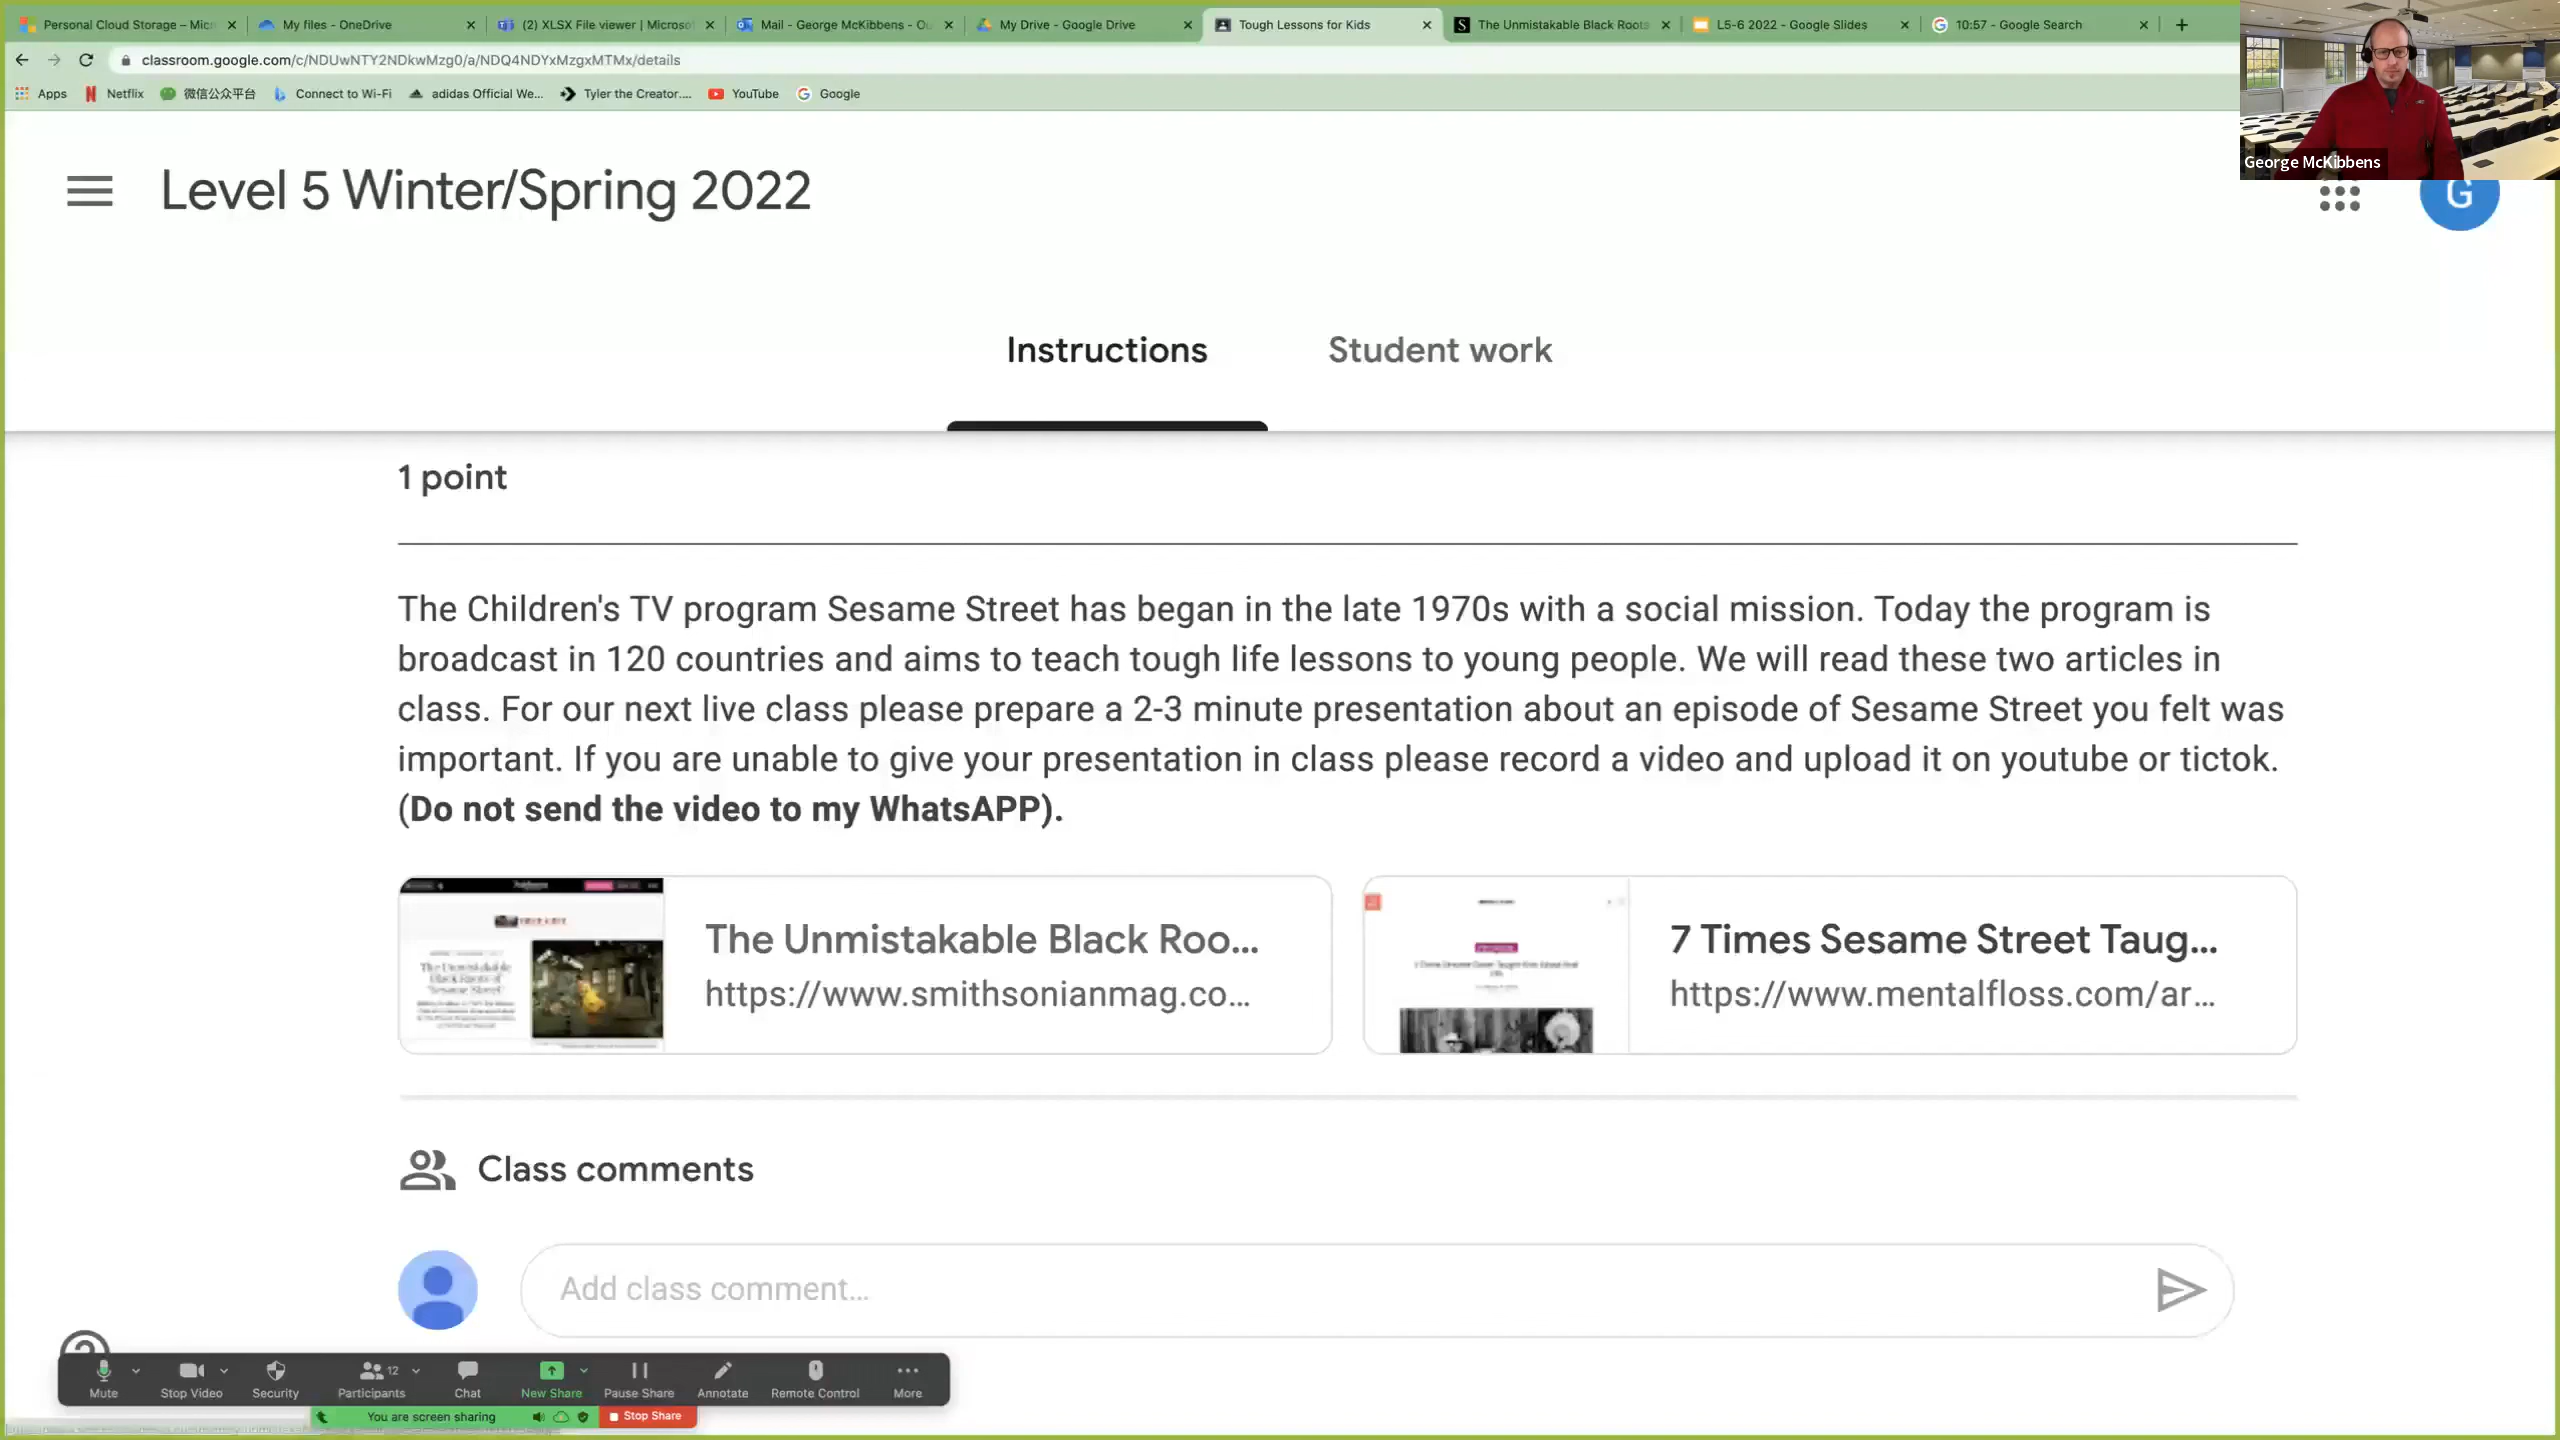 Personal Cloud Storage – Micr
My files - OneDrive
(2) XLSX File viewer | Microsof
Mail - George McKibbens - Ou
My Drive - Google Drive
Tough Lessons for Kids
The Unmistakable Black Roots
L5-6 2022 - Google Slides
10:57 - Google Search
classroom.google.com/c/NDUwNTY2NDkwMzg0/a/NDQ4NDYxMzgxMTMx/details
Apps
Netflix
微信公众平台
Connect to Wi-Fi
adidas Official We...
Tyler the Creator....
YouTube
Google
George McKibbens
Level 5 Winter/Spring 2022
G
Instructions
Student work
1 point
The Children's TV program Sesame Street has began in the late 1970s with a social mission. Today the program is
broadcast in 120 countries and aims to teach tough life lessons to young people. We will read these two articles in
class. For our next live class please prepare a 2-3 minute presentation about an episode of Sesame Street you felt was
important. If you are unable to give your presentation in class please record a video and upload it on youtube or tictok.
(Do not send the video to my WhatsAPP).
The Unmistakable Black Roo...
https://www.smithsonianmag.co...
7 Times Sesame Street Taug...
https://www.mentalfloss.com/ar...
Class comments
Add class comment...
Mute
Stop Video
Security
12
Participants
Chat
New Share
Pause Share
Annotate
Remote Control
More
You are screen sharing
Stop Share